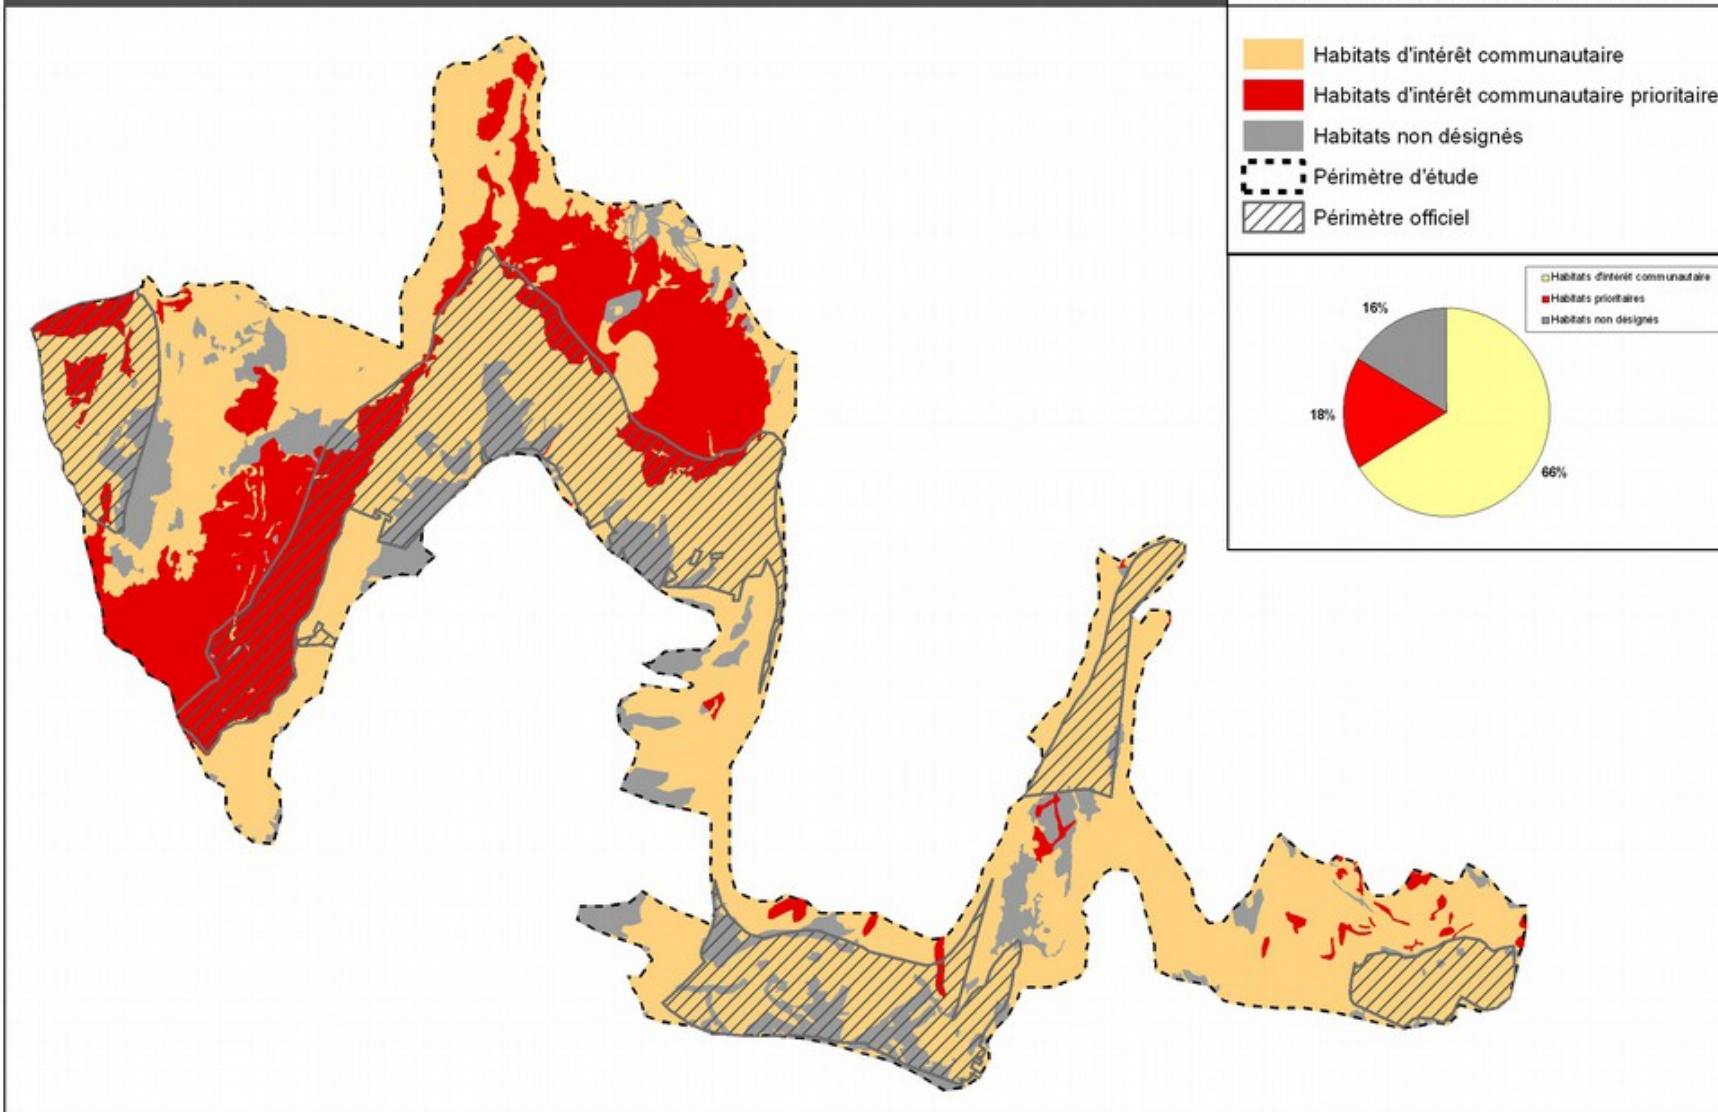 Habitats d'intérêt communautaire
Habitats d'intérêt communautaire prioritaire
Habitats non désignés
Périmètre d'étude
Périmètre officiel
Habitats d'intérêt communautaire
Habitats prioritaires
Habitats non désignés
16%
18%
66%